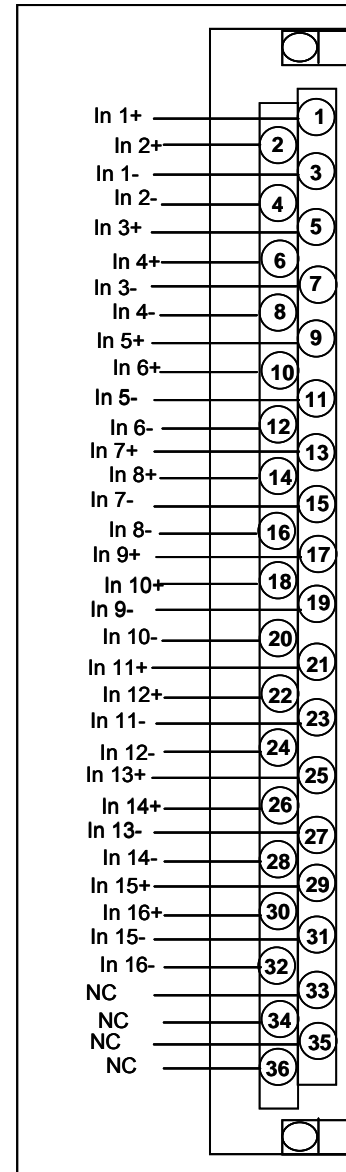 In 1+ 1
In 2+ 2
In 1- 3
In 2- 4
In 3+ 5
In 4+ 6
In 3- 7
In 4- 8
In 5+ 9
In 6+ 10
In 5- 11
In 6- 12
In 7+ 13
In 8+ 14
In 7- 15
In 8- 16
In 9+ 17
In 10+ 18
In 9- 19
In 10- 20
In 11+ 21
In 12+ 22
In 11- 23
In 12- 24
In 13+ 25
In 14+ 26
In 13- 27
In 14- 28
In 15+ 29
In 16+ 30
In 15- 31
In 16- 32
NC 33
NC 34
NC 35
NC 36